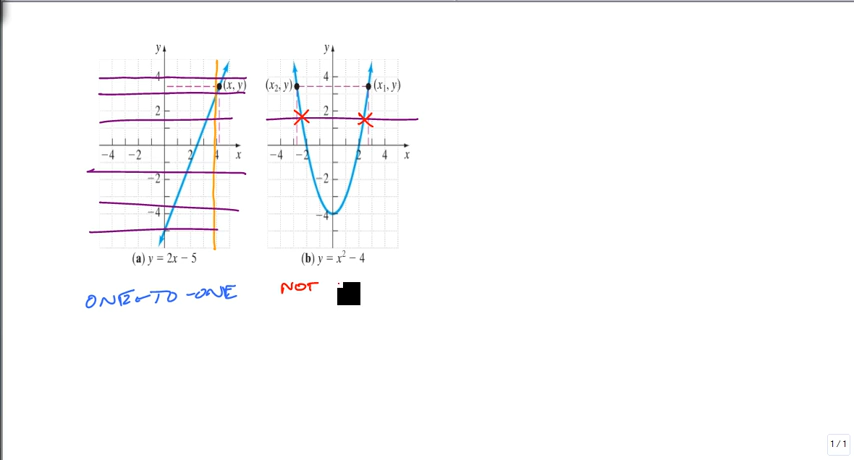 y y
4 (x, y) (x₂, y) 4 (x₁, y)
2 2
−4 −2 2 4 x −4 −2 2 4 x
−2 −2
−4 −4
(a) y = 2x − 5 (b) y = x² − 4
ONE-TO-ONE NOT
1 / 1